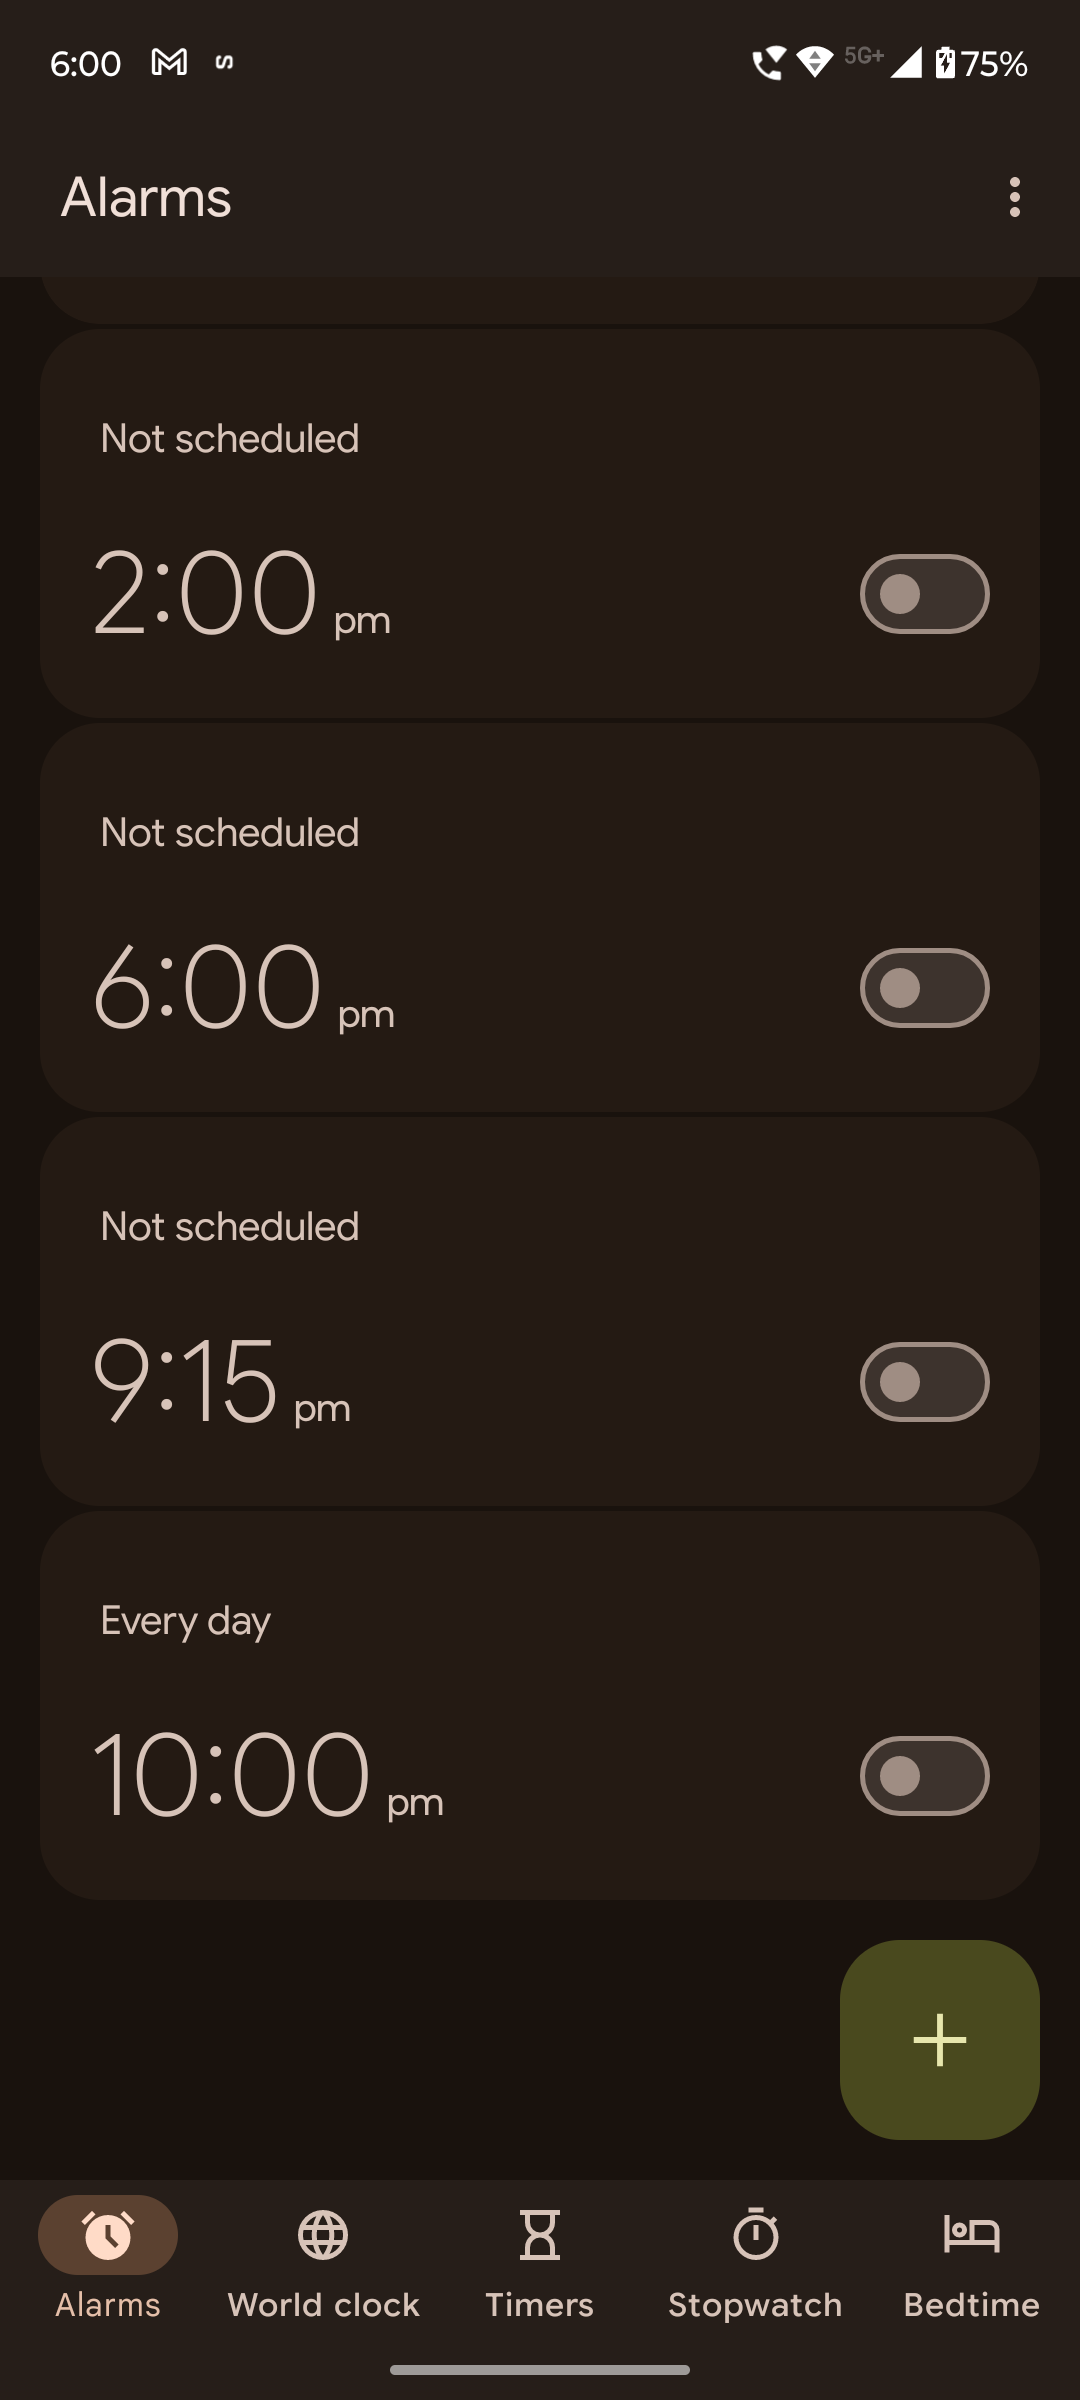 6:00 5G+ 75%
Alarms
Not scheduled
2:00 pm
Not scheduled
6:00 pm
Not scheduled
9:15 pm
Every day
10:00 pm
Alarms World clock Timers Stopwatch Bedtime